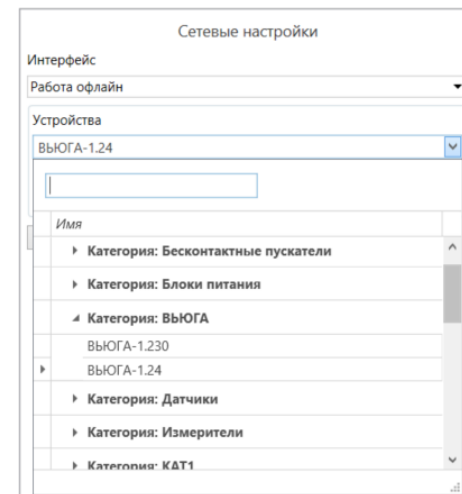 Сетевые настройки
Интерфейс
Работа офлайн
Устройства
ВЬЮГА-1.24
Имя
Категория: Бесконтактные пускатели
Категория: Блоки питания
Категория: ВЬЮГА
ВЬЮГА-1.230
ВЬЮГА-1.24
Категория: Датчики
Категория: Измерители
Категория: КАТ1